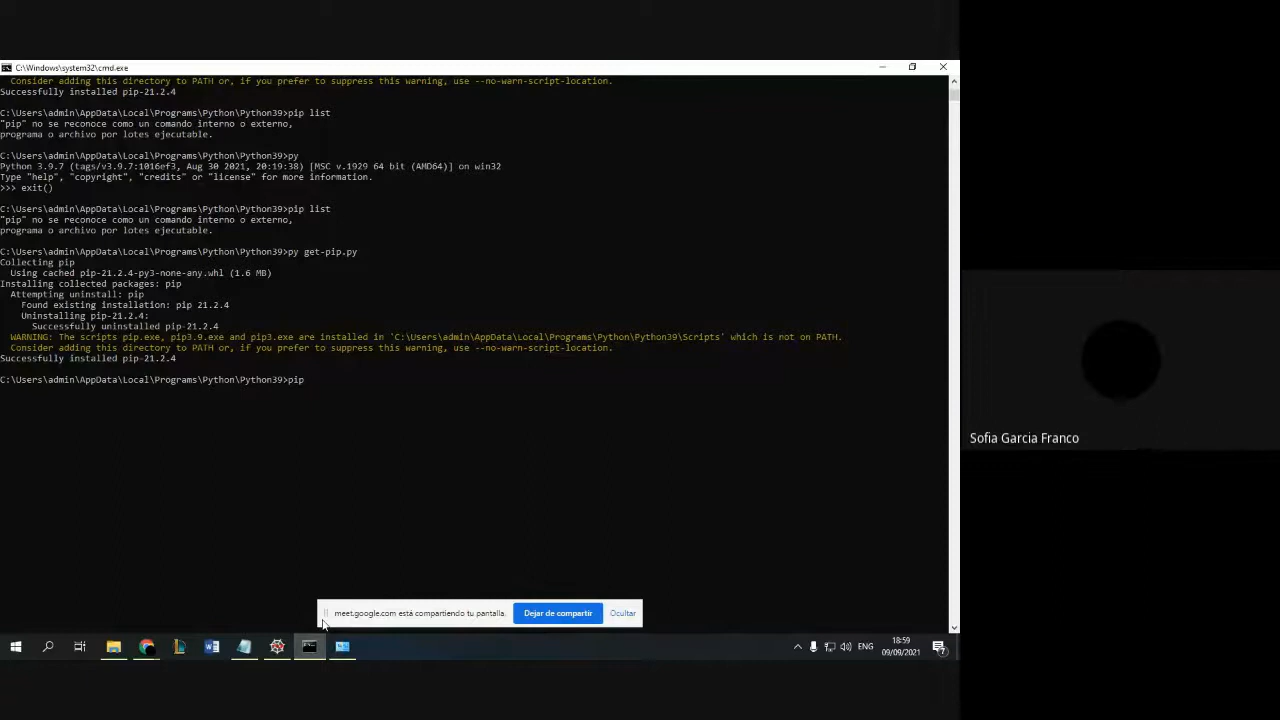 C:\Windows\system32\cmd.exe
Consider adding this directory to PATH or, if you prefer to suppress this warning, use --no-warn-script-location.
Successfully installed pip-21.2.4
C:\Users\admin\AppData\Local\Programs\Python\Python39>pip list
"pip" no se reconoce como un comando interno o externo,
programa o archivo por lotes ejecutable.
C:\Users\admin\AppData\Local\Programs\Python\Python39>py
Python 3.9.7 (tags/v3.9.7:1016ef3, Aug 30 2021, 20:19:38) [MSC v.1929 64 bit (AMD64)] on win32
Type "help", "copyright", "credits" or "license" for more information.
>>> exit()
C:\Users\admin\AppData\Local\Programs\Python\Python39>pip list
"pip" no se reconoce como un comando interno o externo,
programa o archivo por lotes ejecutable.
C:\Users\admin\AppData\Local\Programs\Python\Python39>py get-pip.py
Collecting pip
Using cached pip-21.2.4-py3-none-any.whl (1.6 MB)
Installing collected packages: pip
Attempting uninstall: pip
Found existing installation: pip 21.2.4
Uninstalling pip-21.2.4:
Successfully uninstalled pip-21.2.4
WARNING: The scripts pip.exe, pip3.9.exe and pip3.exe are installed in 'C:\Users\admin\AppData\Local\Programs\Python\Python39\Scripts' which is not on PATH.
Consider adding this directory to PATH or, if you prefer to suppress this warning, use --no-warn-script-location.
Successfully installed pip-21.2.4
C:\Users\admin\AppData\Local\Programs\Python\Python39>pip
Sofia Garcia Franco
meet.google.com está compartiendo tu pantalla.
Dejar de compartir
Ocultar
ENG
18:59
09/09/2021
7